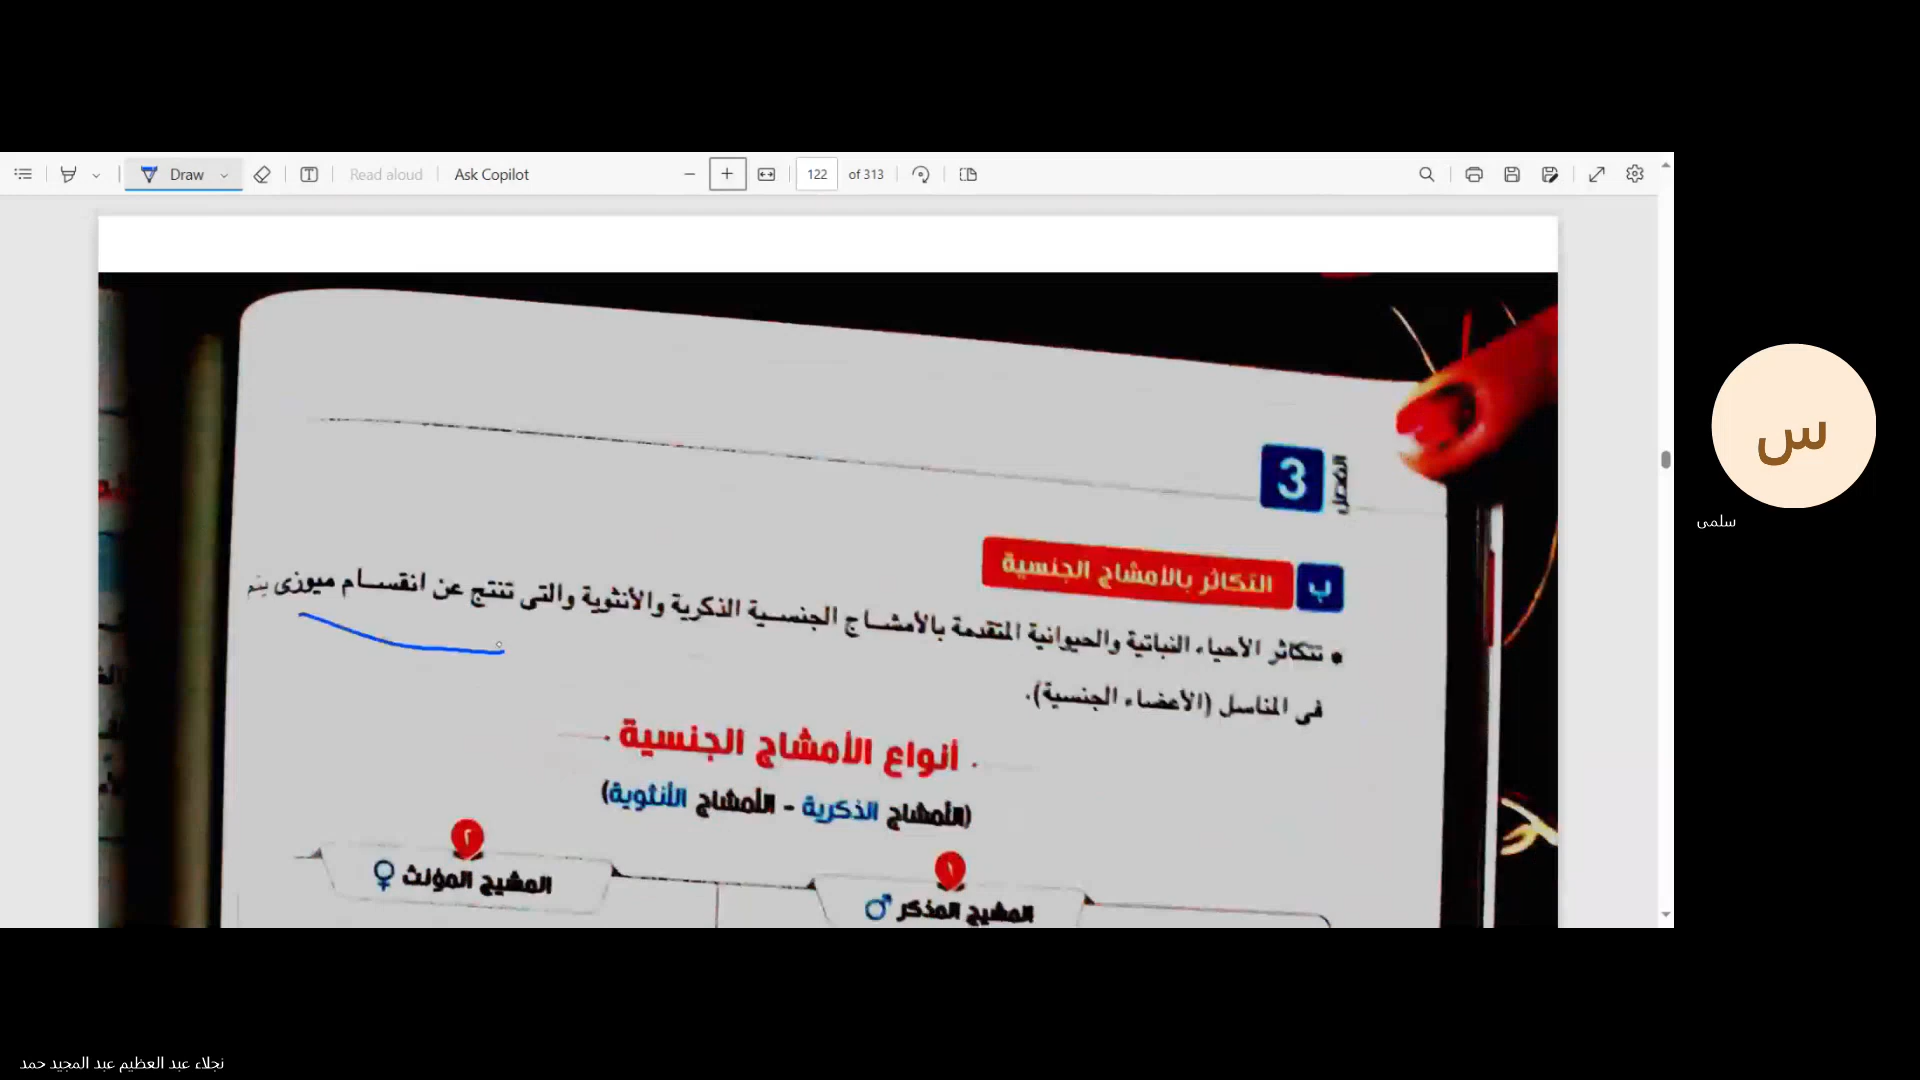 Draw
Read aloud
Ask Copilot
122 of 313
الفصل
3
ب التكاثر بالأمشاج الجنسية
• تتكاثر الأحياء النباتية والحيوانية المتقدمة بالأمشاج الجنسية الذكرية والأنثوية والتى تنتج عن انقسام ميوزى يتم
فى المناسل (الأعضاء الجنسية).
أنواع الأمشاج الجنسية
(الأمشاج الذكرية - الأمشاج الأنثوية)
١
المشيج المذكر ♂
٢
المشيج المؤنث ♀
س
سلمى
نجلاء عبد العظيم عبد المجيد حمد